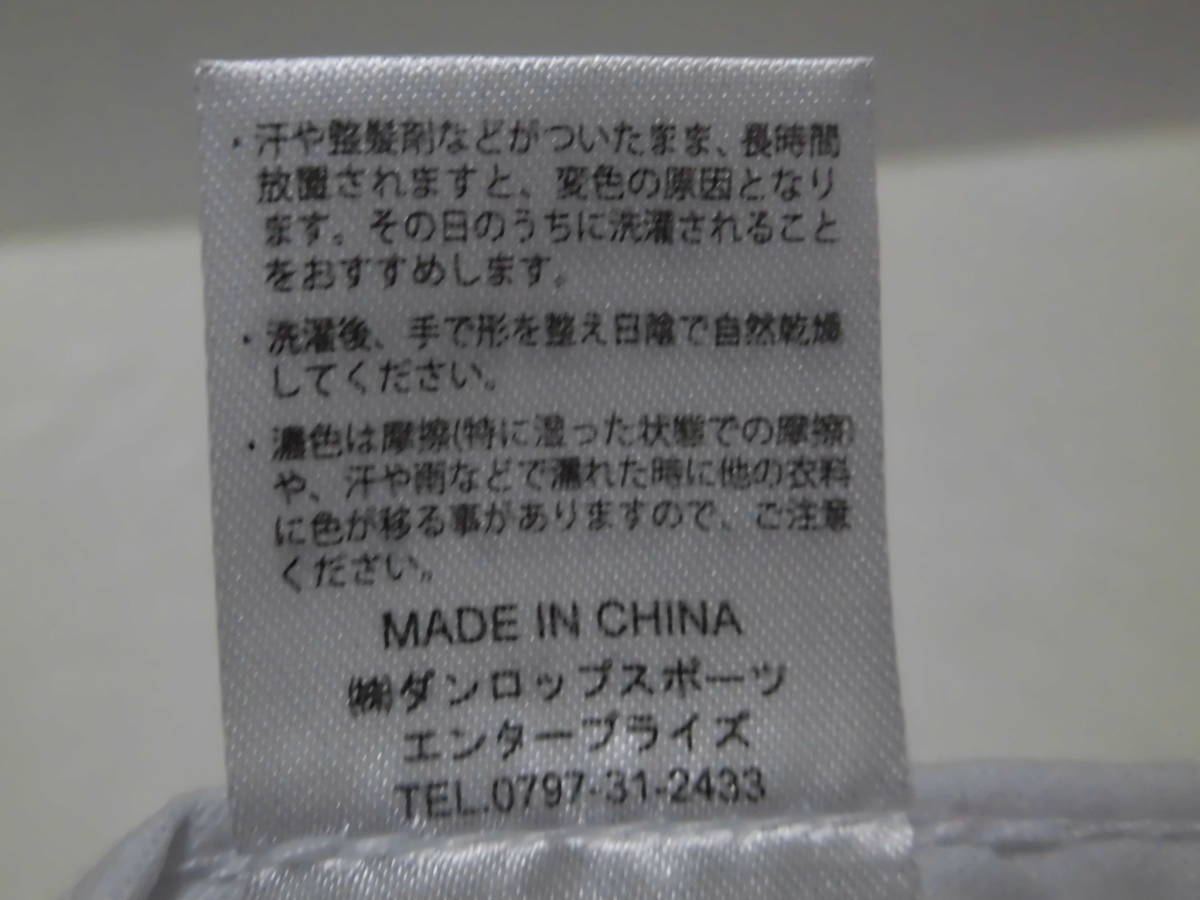 ・汗や整髪剤などがついたまま、長時間
放置されますと、変色の原因となり
ます。その日のうちに洗濯されること
をおすすめします。
・洗濯後、手で形を整え日陰で自然乾燥
してください。
・濃色は摩擦(特に湿った状態での摩擦)
や、汗や雨などで濡れた時に他の衣料
に色が移る事がありますので、ご注意
ください。
MADE IN CHINA
㈱ダンロップスポーツ
エンタープライズ
TEL.0797-31-2433